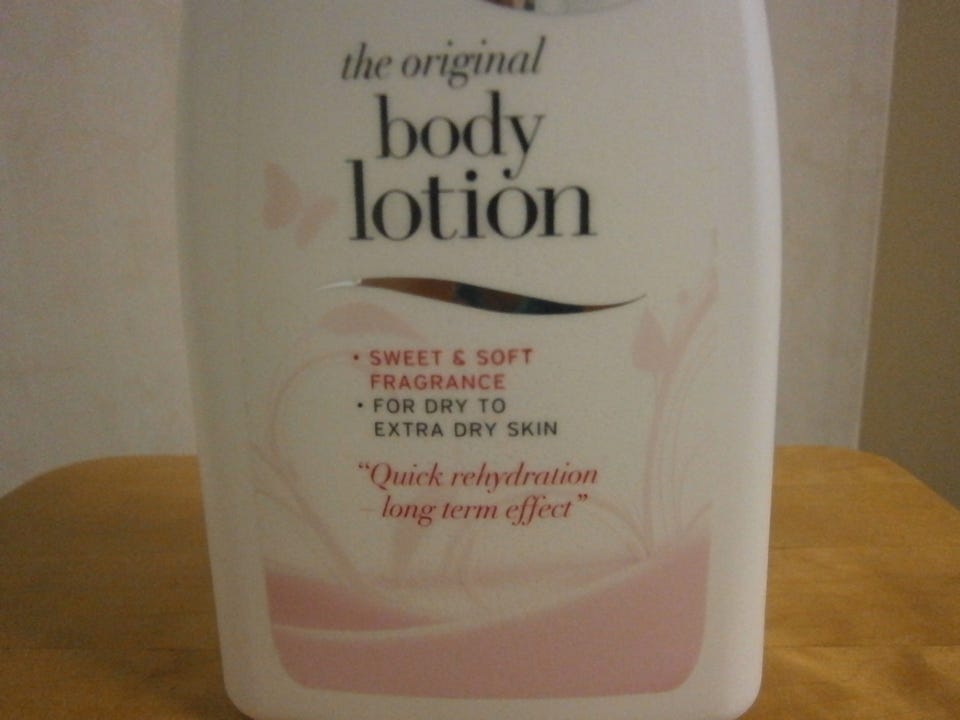 the original
body
lotion
• SWEET & SOFT
FRAGRANCE
• FOR DRY TO
EXTRA DRY SKIN
“Quick rehydration
long term effect”